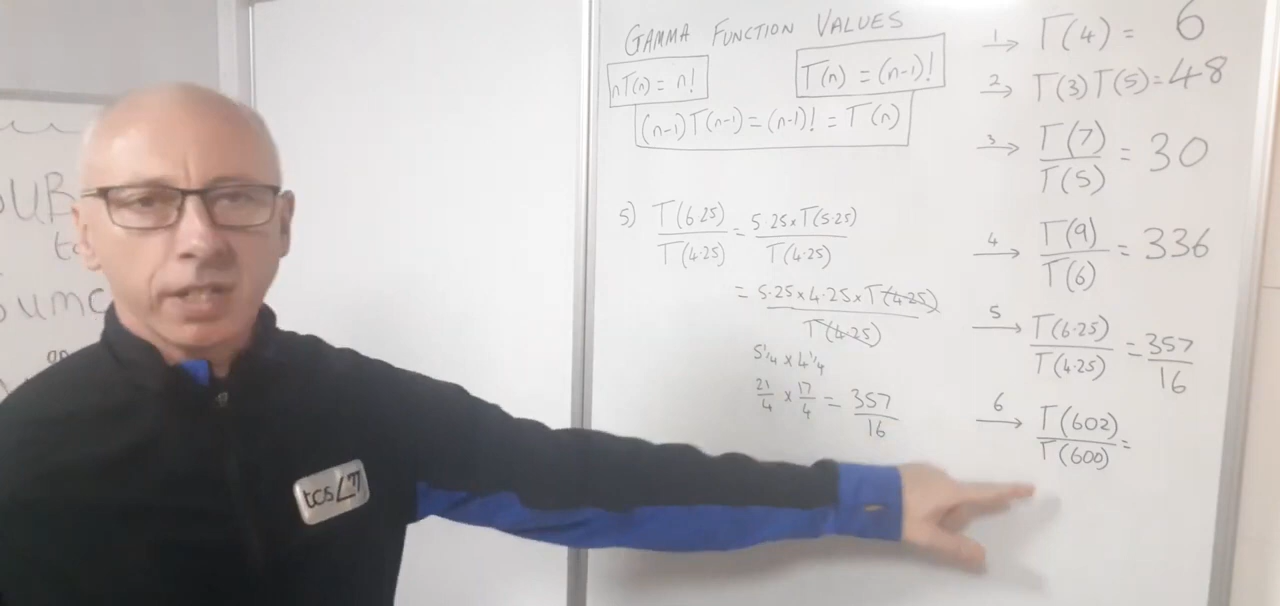 UB
to
umc
GAMMA FUNCTION VALUES
nΓ(n) = n!
Γ(n) = (n-1)!
(n-1)Γ(n-1) = (n-1)! = Γ(n)
5) Γ(6.25)/Γ(4.25) = 5.25×Γ(5.25)/Γ(4.25)
= 5.25×4.25×Γ(4.25)/Γ(4.25)
5¼ × 4¼
21/4 × 17/4 = 357/16
1 → Γ(4) = 6
2 → Γ(3)Γ(5) = 48
3 → Γ(7)/Γ(5) = 30
4 → Γ(9)/Γ(6) = 336
5 → Γ(6.25)/Γ(4.25) = 357/16
6 → Γ(602)/Γ(600) =
tcs